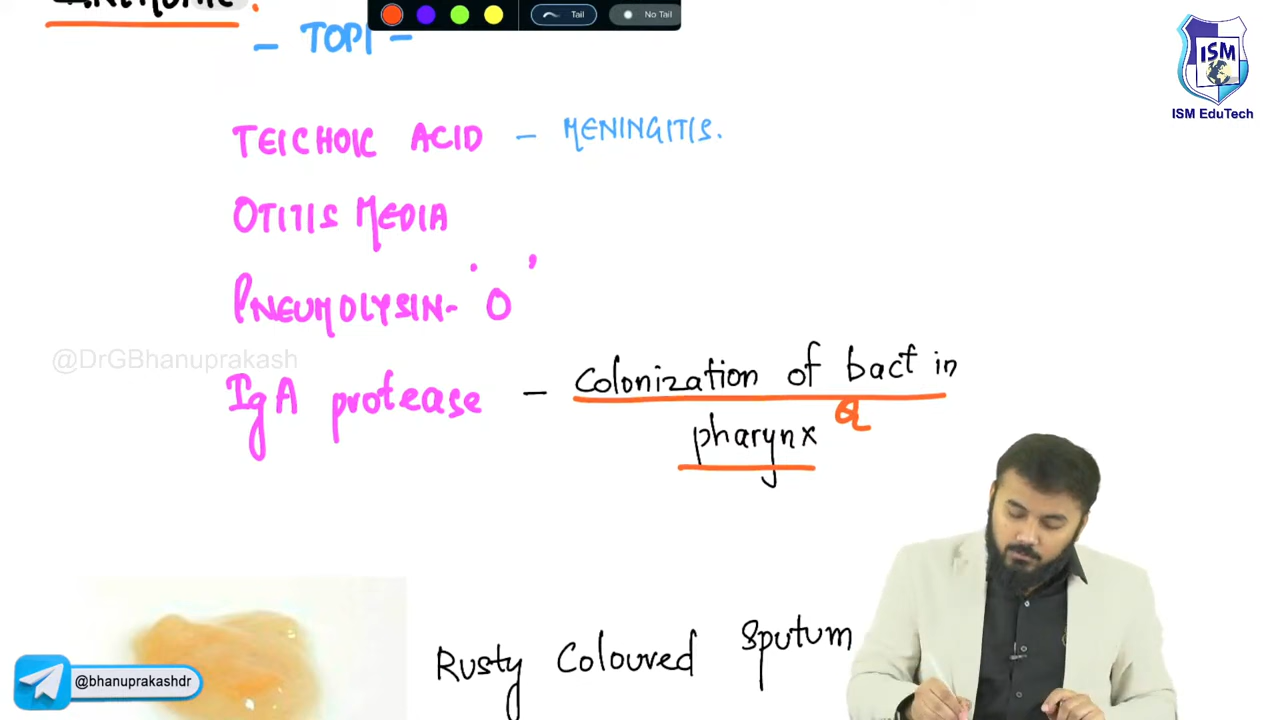 Tail
No Tail
- TOPI -
ISM
ISM EduTech
TEICHOIC ACID - MENINGITIS.
OTITIS MEDIA
PNEUMOLYSIN- 'O'
@DrGBhanuprakash
IgA protease - Colonization of bact in
pharynx
Rusty Coloured Sputum
@bhanuprakashdr